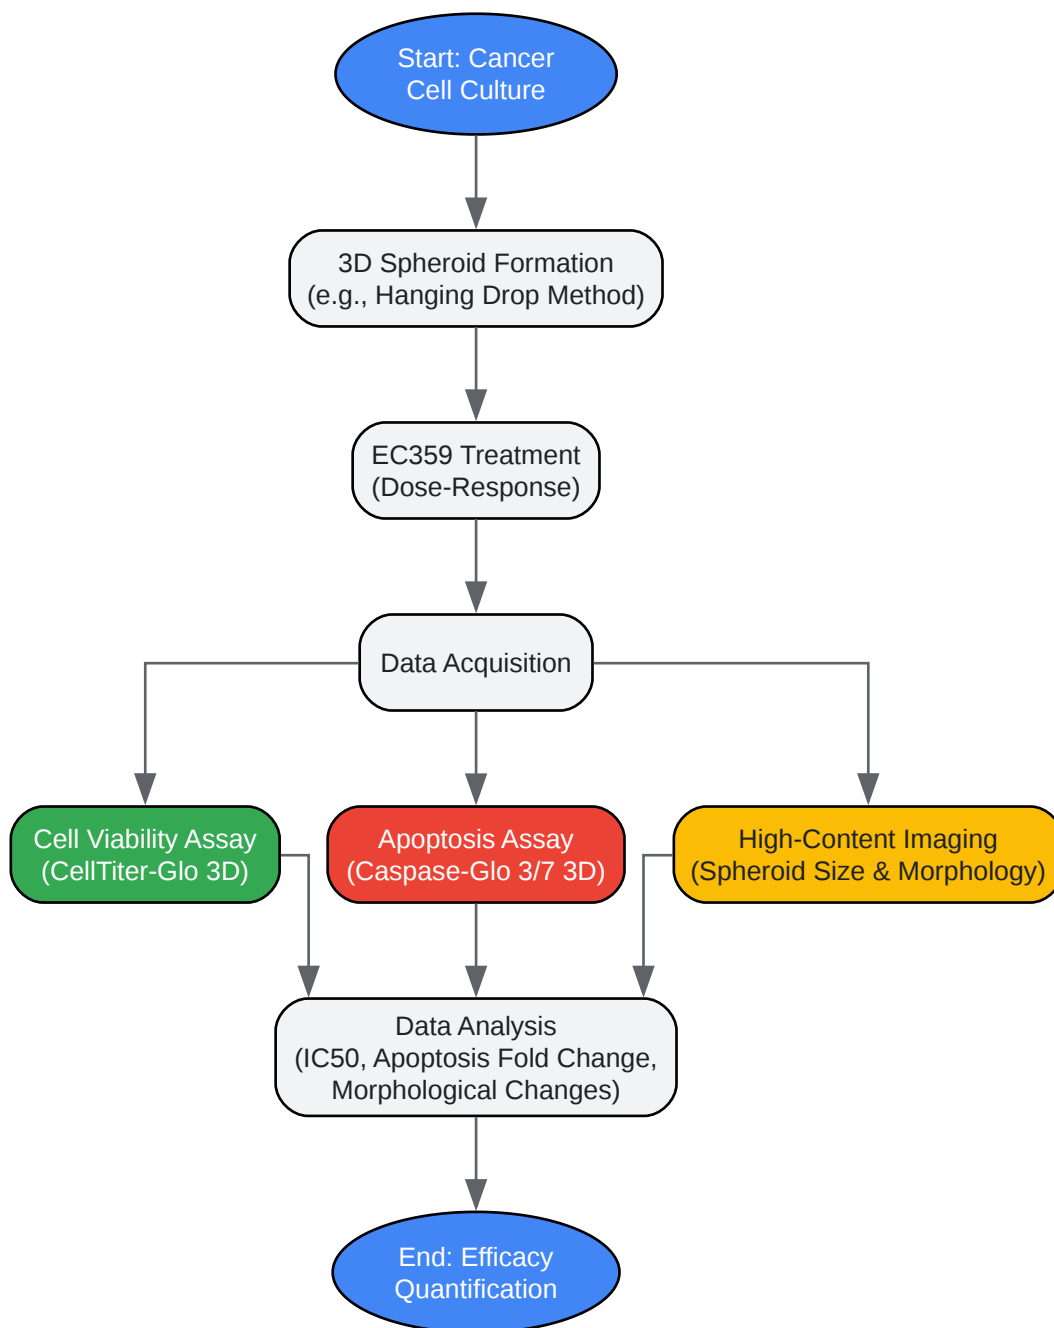 Start: Cancer
Cell Culture
3D Spheroid Formation
(e.g., Hanging Drop Method)
EC359 Treatment
(Dose-Response)
Data Acquisition
Cell Viability Assay
(CellTiter-Glo 3D)
Apoptosis Assay
(Caspase-Glo 3/7 3D)
High-Content Imaging
(Spheroid Size & Morphology)
Data Analysis
(IC50, Apoptosis Fold Change,
Morphological Changes)
End: Efficacy
Quantification